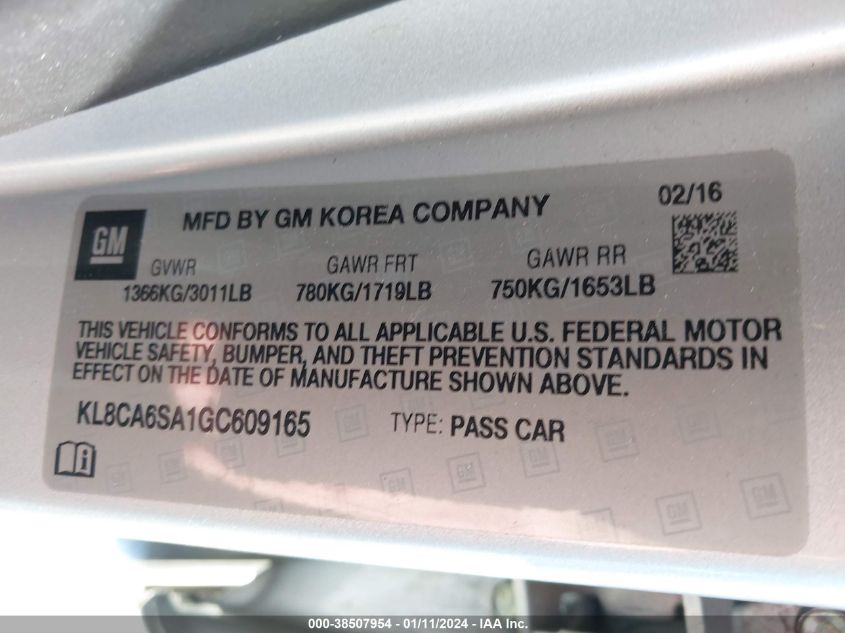 GM
MFD BY GM KOREA COMPANY 02/16
GVWR GAWR FRT GAWR RR
1366KG/3011LB 780KG/1719LB 750KG/1653LB
THIS VEHICLE CONFORMS TO ALL APPLICABLE U.S. FEDERAL MOTOR
VEHICLE SAFETY, BUMPER, AND THEFT PREVENTION STANDARDS IN
EFFECT ON THE DATE OF MANUFACTURE SHOWN ABOVE.
KL8CA6SA1GC609165 TYPE: PASS CAR
000-38507954 - 01/11/2024 - IAA Inc.